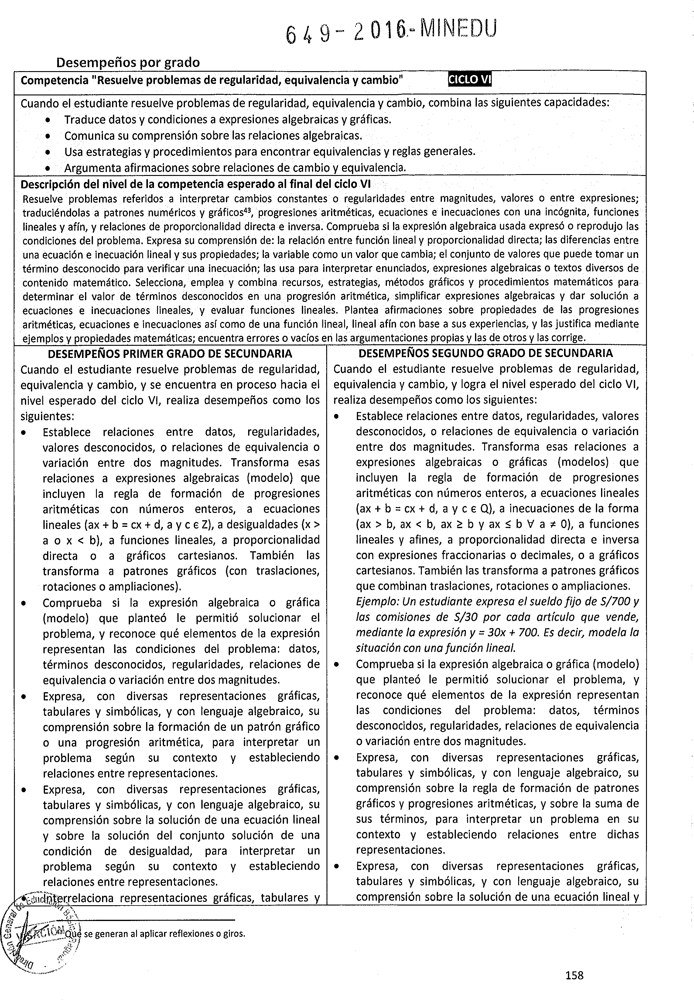 649-2016.-MINEDU
Desempeños por grado
Competencia "Resuelve problemas de regularidad, equivalencia y cambio" CICLO VI
Cuando el estudiante resuelve problemas de regularidad, equivalencia y cambio, combina las siguientes capacidades:
• Traduce datos y condiciones a expresiones algebraicas y gráficas.
• Comunica su comprensión sobre las relaciones algebraicas.
• Usa estrategias y procedimientos para encontrar equivalencias y reglas generales.
• Argumenta afirmaciones sobre relaciones de cambio y equivalencia.
Descripción del nivel de la competencia esperado al final del ciclo VI
Resuelve problemas referidos a interpretar cambios constantes o regularidades entre magnitudes, valores o entre expresiones;
traduciéndolas a patrones numéricos y gráficos⁴³, progresiones aritméticas, ecuaciones e inecuaciones con una incógnita, funciones
lineales y afín, y relaciones de proporcionalidad directa e inversa. Comprueba si la expresión algebraica usada expresó o reprodujo las
condiciones del problema. Expresa su comprensión de: la relación entre función lineal y proporcionalidad directa; las diferencias entre
una ecuación e inecuación lineal y sus propiedades; la variable como un valor que cambia; el conjunto de valores que puede tomar un
término desconocido para verificar una inecuación; las usa para interpretar enunciados, expresiones algebraicas o textos diversos de
contenido matemático. Selecciona, emplea y combina recursos, estrategias, métodos gráficos y procedimientos matemáticos para
determinar el valor de términos desconocidos en una progresión aritmética, simplificar expresiones algebraicas y dar solución a
ecuaciones e inecuaciones lineales, y evaluar funciones lineales. Plantea afirmaciones sobre propiedades de las progresiones
aritméticas, ecuaciones e inecuaciones así como de una función lineal, lineal afín con base a sus experiencias, y las justifica mediante
ejemplos y propiedades matemáticas; encuentra errores o vacíos en las argumentaciones propias y las de otros y las corrige.
DESEMPEÑOS PRIMER GRADO DE SECUNDARIA
Cuando el estudiante resuelve problemas de regularidad,
equivalencia y cambio, y se encuentra en proceso hacia el
nivel esperado del ciclo VI, realiza desempeños como los
siguientes:
• Establece relaciones entre datos, regularidades,
valores desconocidos, o relaciones de equivalencia o
variación entre dos magnitudes. Transforma esas
relaciones a expresiones algebraicas (modelo) que
incluyen la regla de formación de progresiones
aritméticas con números enteros, a ecuaciones
lineales (ax + b = cx + d, a y c є Z), a desigualdades (x >
a o x < b), a funciones lineales, a proporcionalidad
directa o a gráficos cartesianos. También las
transforma a patrones gráficos (con traslaciones,
rotaciones o ampliaciones).
• Comprueba si la expresión algebraica o gráfica
(modelo) que planteó le permitió solucionar el
problema, y reconoce qué elementos de la expresión
representan las condiciones del problema: datos,
términos desconocidos, regularidades, relaciones de
equivalencia o variación entre dos magnitudes.
• Expresa, con diversas representaciones gráficas,
tabulares y simbólicas, y con lenguaje algebraico, su
comprensión sobre la formación de un patrón gráfico
o una progresión aritmética, para interpretar un
problema según su contexto y estableciendo
relaciones entre representaciones.
• Expresa, con diversas representaciones gráficas,
tabulares y simbólicas, y con lenguaje algebraico, su
comprensión sobre la solución de una ecuación lineal
y sobre la solución del conjunto solución de una
condición de desigualdad, para interpretar un
problema según su contexto y estableciendo
relaciones entre representaciones.
• Interrelaciona representaciones gráficas, tabulares y
DESEMPEÑOS SEGUNDO GRADO DE SECUNDARIA
Cuando el estudiante resuelve problemas de regularidad,
equivalencia y cambio, y logra el nivel esperado del ciclo VI,
realiza desempeños como los siguientes:
• Establece relaciones entre datos, regularidades, valores
desconocidos, o relaciones de equivalencia o variación
entre dos magnitudes. Transforma esas relaciones a
expresiones algebraicas o gráficas (modelos) que
incluyen la regla de formación de progresiones
aritméticas con números enteros, a ecuaciones lineales
(ax + b = cx + d, a y c є Q), a inecuaciones de la forma
(ax > b, ax < b, ax ≥ b y ax ≤ b ∀ a ≠ 0), a funciones
lineales y afines, a proporcionalidad directa e inversa
con expresiones fraccionarias o decimales, o a gráficos
cartesianos. También las transforma a patrones gráficos
que combinan traslaciones, rotaciones o ampliaciones.
Ejemplo: Un estudiante expresa el sueldo fijo de S/700 y
las comisiones de S/30 por cada artículo que vende,
mediante la expresión y = 30x + 700. Es decir, modela la
situación con una función lineal.
• Comprueba si la expresión algebraica o gráfica (modelo)
que planteó le permitió solucionar el problema, y
reconoce qué elementos de la expresión representan
las condiciones del problema: datos, términos
desconocidos, regularidades, relaciones de equivalencia
o variación entre dos magnitudes.
• Expresa, con diversas representaciones gráficas,
tabulares y simbólicas, y con lenguaje algebraico, su
comprensión sobre la regla de formación de patrones
gráficos y progresiones aritméticas, y sobre la suma de
sus términos, para interpretar un problema en su
contexto y estableciendo relaciones entre dichas
representaciones.
• Expresa, con diversas representaciones gráficas,
tabulares y simbólicas, y con lenguaje algebraico, su
comprensión sobre la solución de una ecuación lineal y
⁴³ Que se generan al aplicar reflexiones o giros.
Dirección General de Educación Básica Regular
VISACIÓN
158